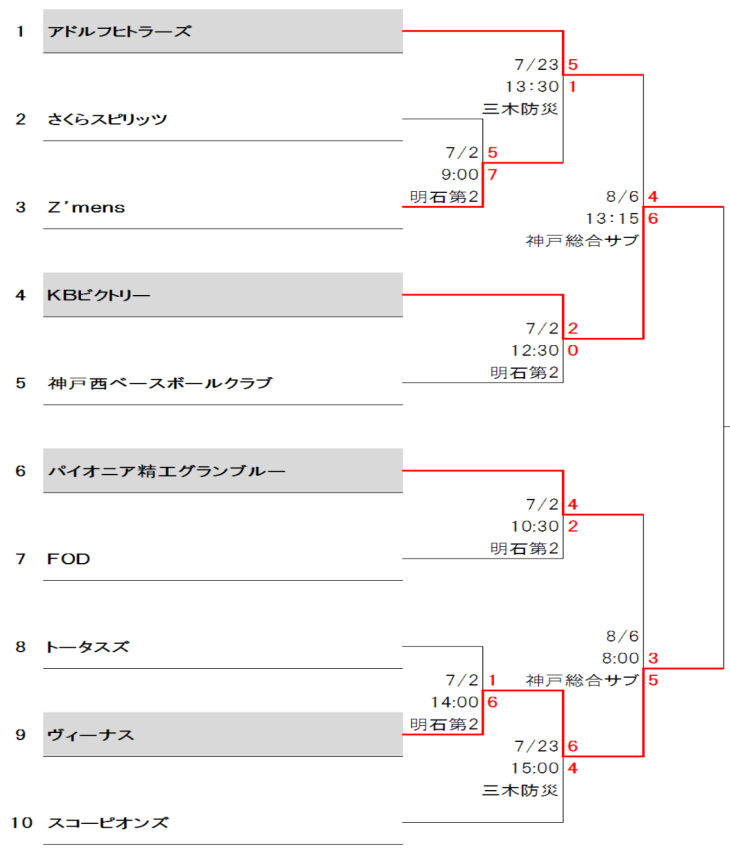 1 アドルフヒトラーズ
7/23 5
13:30 1
三木防災
2 さくらスピリッツ
7/2 5
9:00 7
明石第2
3 Z'mens
8/6 4
13:15 6
神戸総合サブ
4 KBビクトリー
7/2 2
12:30 0
明石第2
5 神戸西ベースボールクラブ
6 パイオニア精工グランブルー
7/2 4
10:30 2
明石第2
7 FOD
8 トータスズ
8/6
8:00 3
神戸総合サブ 5
7/2 1
14:00 6
明石第2
9 ヴィーナス
7/23 6
15:00 4
三木防災
10 スコーピオンズ